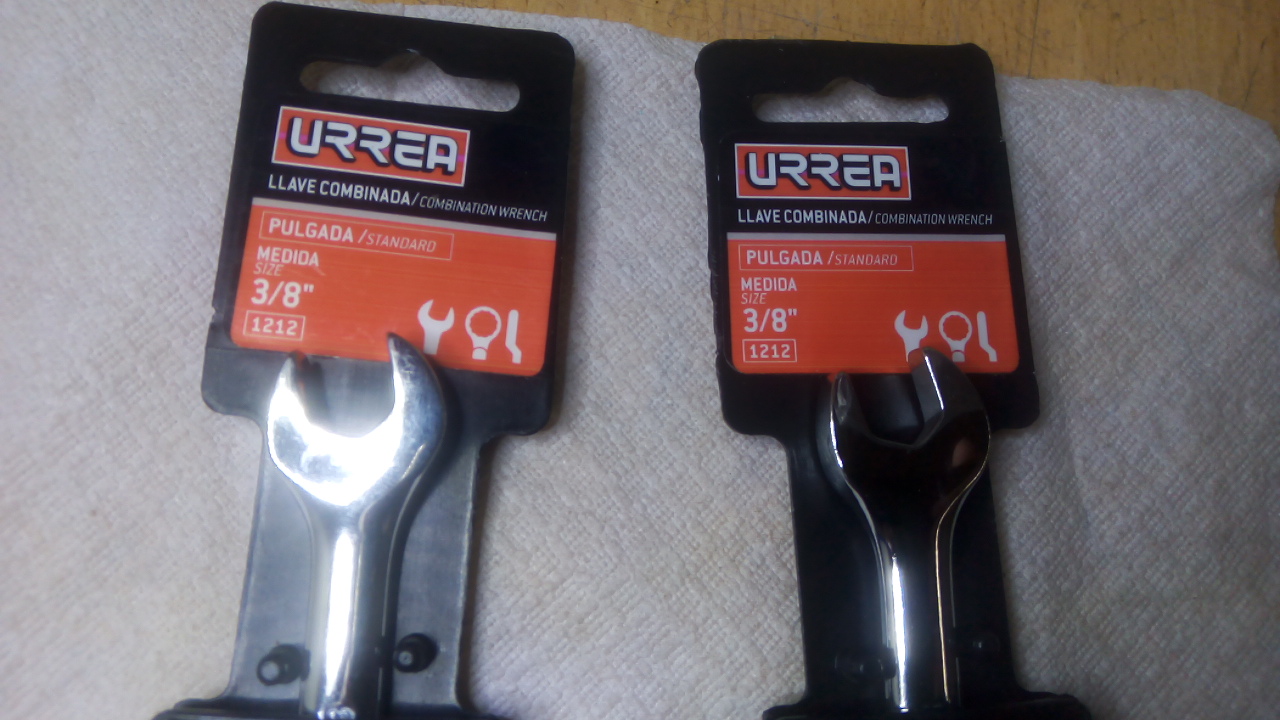 URREA
LLAVE COMBINADA/COMBINATION WRENCH
PULGADA /STANDARD
MEDIDA
SIZE
3/8"
1212
URREA
LLAVE COMBINADA/COMBINATION WRENCH
PULGADA /STANDARD
MEDIDA
SIZE
3/8"
1212